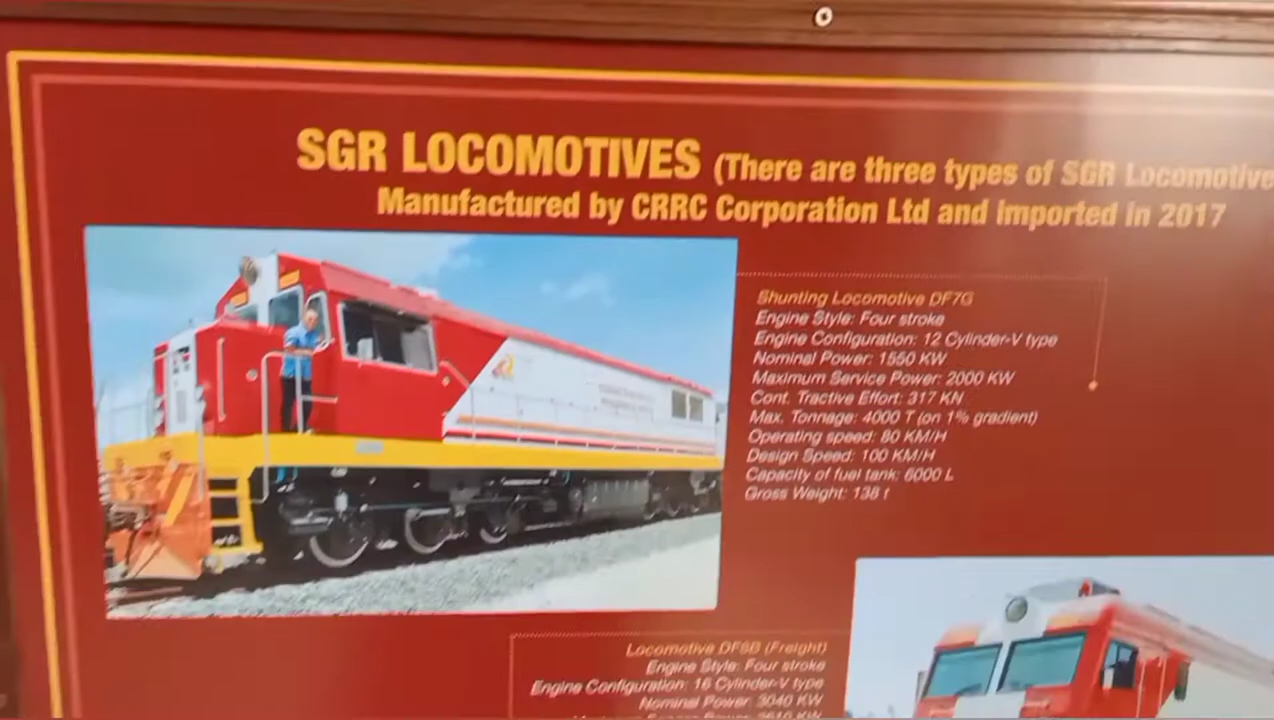 SGR LOCOMOTIVES (There are three types of SGR Locomotive
Manufactured by CRRC Corporation Ltd and imported in 2017
Shunting Locomotive DF7G
Engine Style: Four stroke
Engine Configuration: 12 Cylinder-V type
Nominal Power: 1550 KW
Maximum Service Power: 2000 KW
Cont. Tractive Effort: 317 KN
Max. Tonnage: 4000 T (on 1% gradient)
Operating speed: 80 KM/H
Design Speed: 100 KM/H
Capacity of fuel tank: 6000 L
Gross Weight: 138 t
Locomotive DF8B (Freight)
Engine Style: Four stroke
Engine Configuration: 16 Cylinder-V type
Nominal Power: 3040 KW